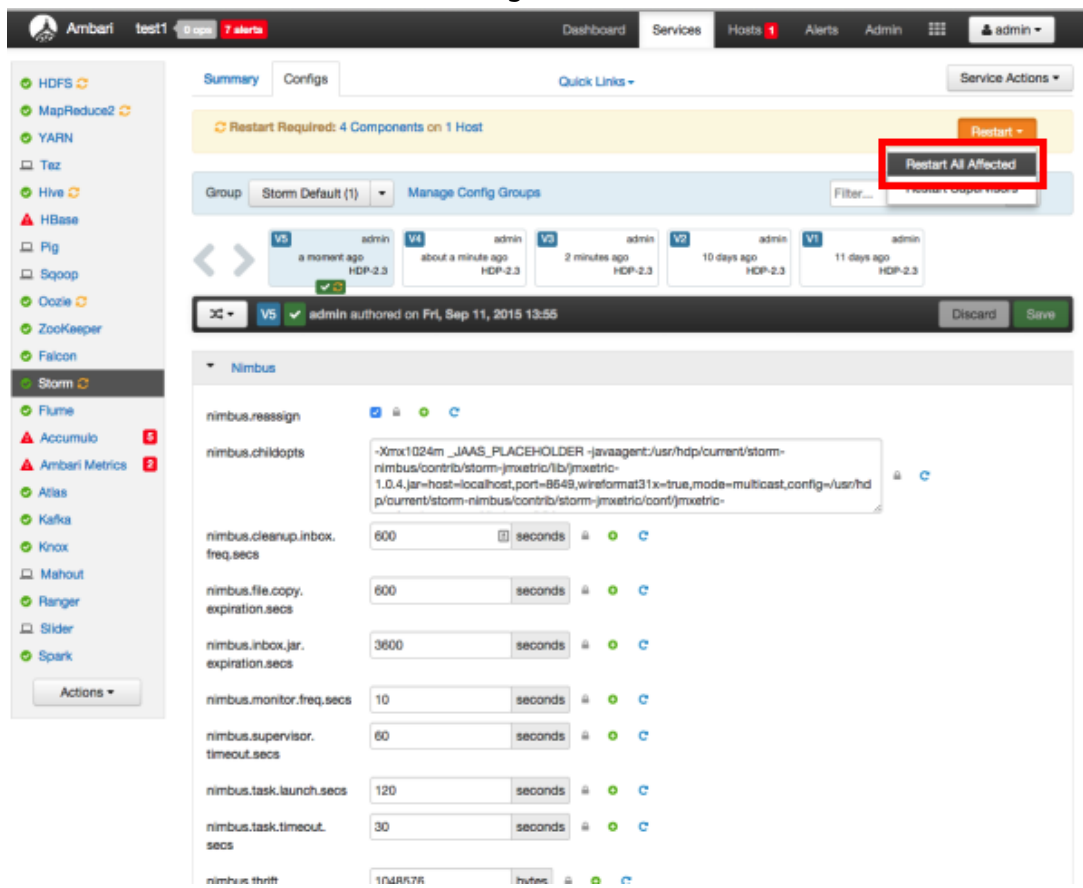 Ambari test1 0 ops 7 alerts Dashboard Services Hosts 1 Alerts Admin admin
HDFS
MapReduce2
YARN
Tez
Hive
HBase
Pig
Sqoop
Oozie
ZooKeeper
Falcon
Storm
Flume
Accumulo 5
Ambari Metrics 2
Atlas
Kafka
Knox
Mahout
Ranger
Slider
Spark
Actions
Summary Configs Quick Links Service Actions
Restart Required: 4 Components on 1 Host Restart
Restart All Affected
Restart Supervisors
Group Storm Default (1) Manage Config Groups Filter...
V5 admin
a moment ago
HDP-2.3
V4 admin
about a minute ago
HDP-2.3
V3 admin
2 minutes ago
HDP-2.3
V2 admin
10 days ago
HDP-2.3
V1 admin
11 days ago
HDP-2.3
V5 admin authored on Fri, Sep 11, 2015 13:55 Discard Save
Nimbus
nimbus.reassign
nimbus.childopts
-Xmx1024m _JAAS_PLACEHOLDER -javaagent:/usr/hdp/current/storm-
nimbus/contrib/storm-jmxetric/lib/jmxetric-
1.0.4.jar=host=localhost,port=8649,wireformat31x=true,mode=multicast,config=/usr/hd
p/current/storm-nimbus/contrib/storm-jmxetric/conf/jmxetric-
nimbus.cleanup.inbox. 600 seconds
freq.secs
nimbus.file.copy. 600 seconds
expiration.secs
nimbus.inbox.jar. 3600 seconds
expiration.secs
nimbus.monitor.freq.secs 10 seconds
nimbus.supervisor. 60 seconds
timeout.secs
nimbus.task.launch.secs 120 seconds
nimbus.task.timeout. 30 seconds
secs
nimbus.thrift 1048576 bytes